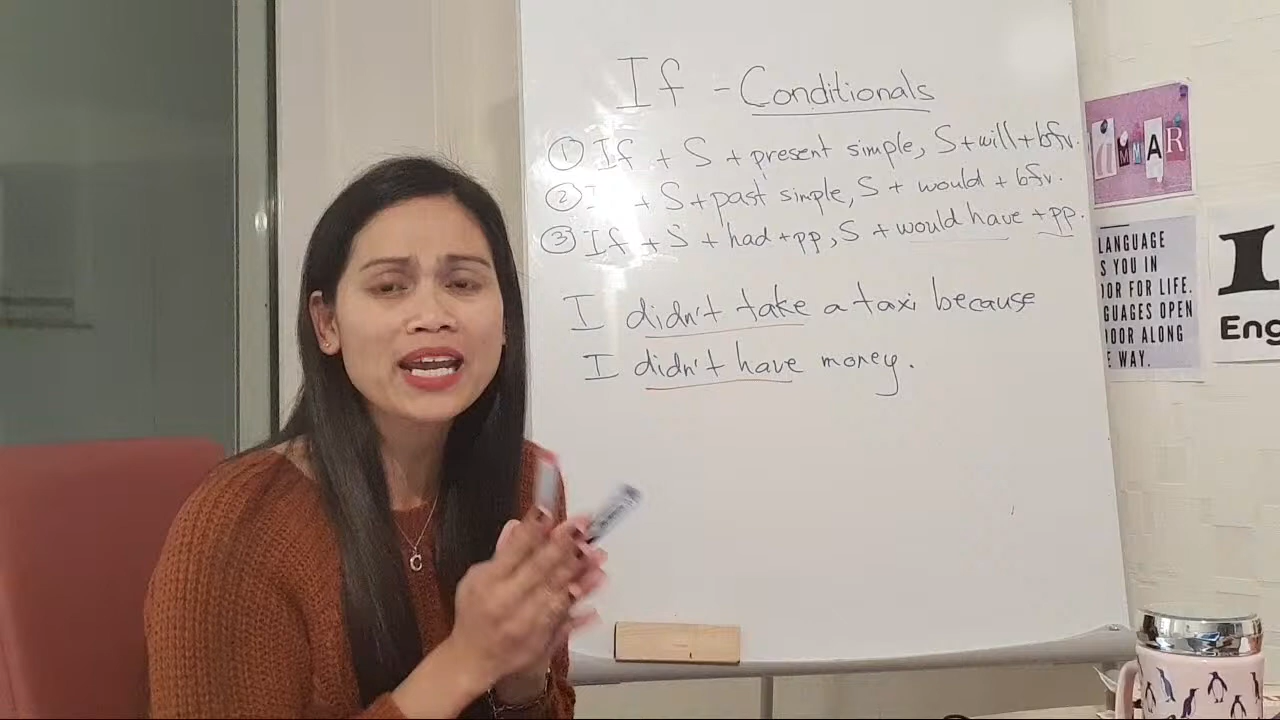 If - Conditionals
① If + S + present simple, S + will + bfv.
② I + S + past simple, S + would + bfv.
③ If + S + had + pp, S + would have + pp.
I didn't take a taxi because
I didn't have money.
MMAR
LANGUAGE
S YOU IN
OR FOR LIFE.
GUAGES OPEN
OOR ALONG
E WAY.
I
Eng
C